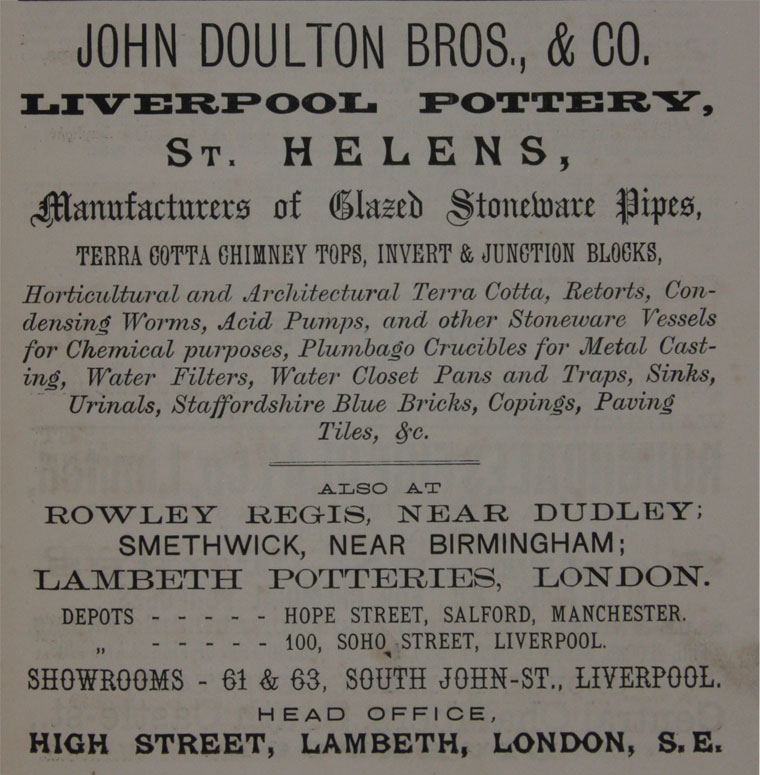 JOHN DOULTON BROS., & CO.
LIVERPOOL POTTERY,
ST. HELENS,
Manufacturers of Glazed Stoneware Pipes,
TERRA COTTA CHIMNEY TOPS, INVERT & JUNCTION BLOCKS,
Horticultural and Architectural Terra Cotta, Retorts, Con-
densing Worms, Acid Pumps, and other Stoneware Vessels
for Chemical purposes, Plumbago Crucibles for Metal Cast-
ing, Water Filters, Water Closet Pans and Traps, Sinks,
Urinals, Staffordshire Blue Bricks, Copings, Paving
Tiles, &c.
ALSO AT
ROWLEY REGIS, NEAR DUDLEY;
SMETHWICK, NEAR BIRMINGHAM;
LAMBETH POTTERIES, LONDON.
DEPOTS - - - - - HOPE STREET, SALFORD, MANCHESTER.
„ - - - - - 100, SOHO STREET, LIVERPOOL.
SHOWROOMS - 61 & 63, SOUTH JOHN-ST., LIVERPOOL.
HEAD OFFICE,
HIGH STREET, LAMBETH, LONDON, S.E.